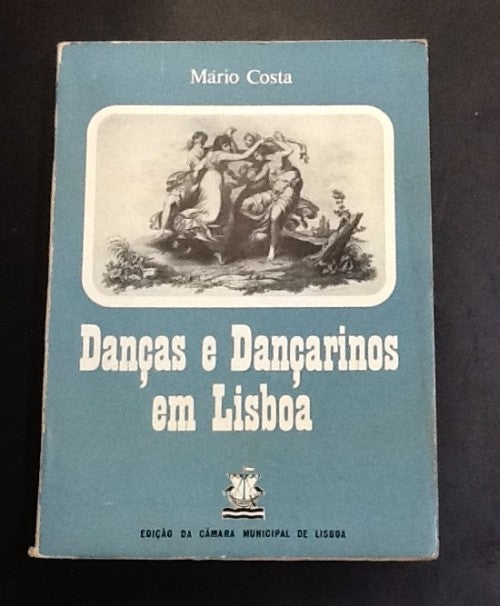 Mário Costa
Danças e Dançarinos
em Lisboa
EDIÇÃO DA CÂMARA MUNICIPAL DE LISBOA